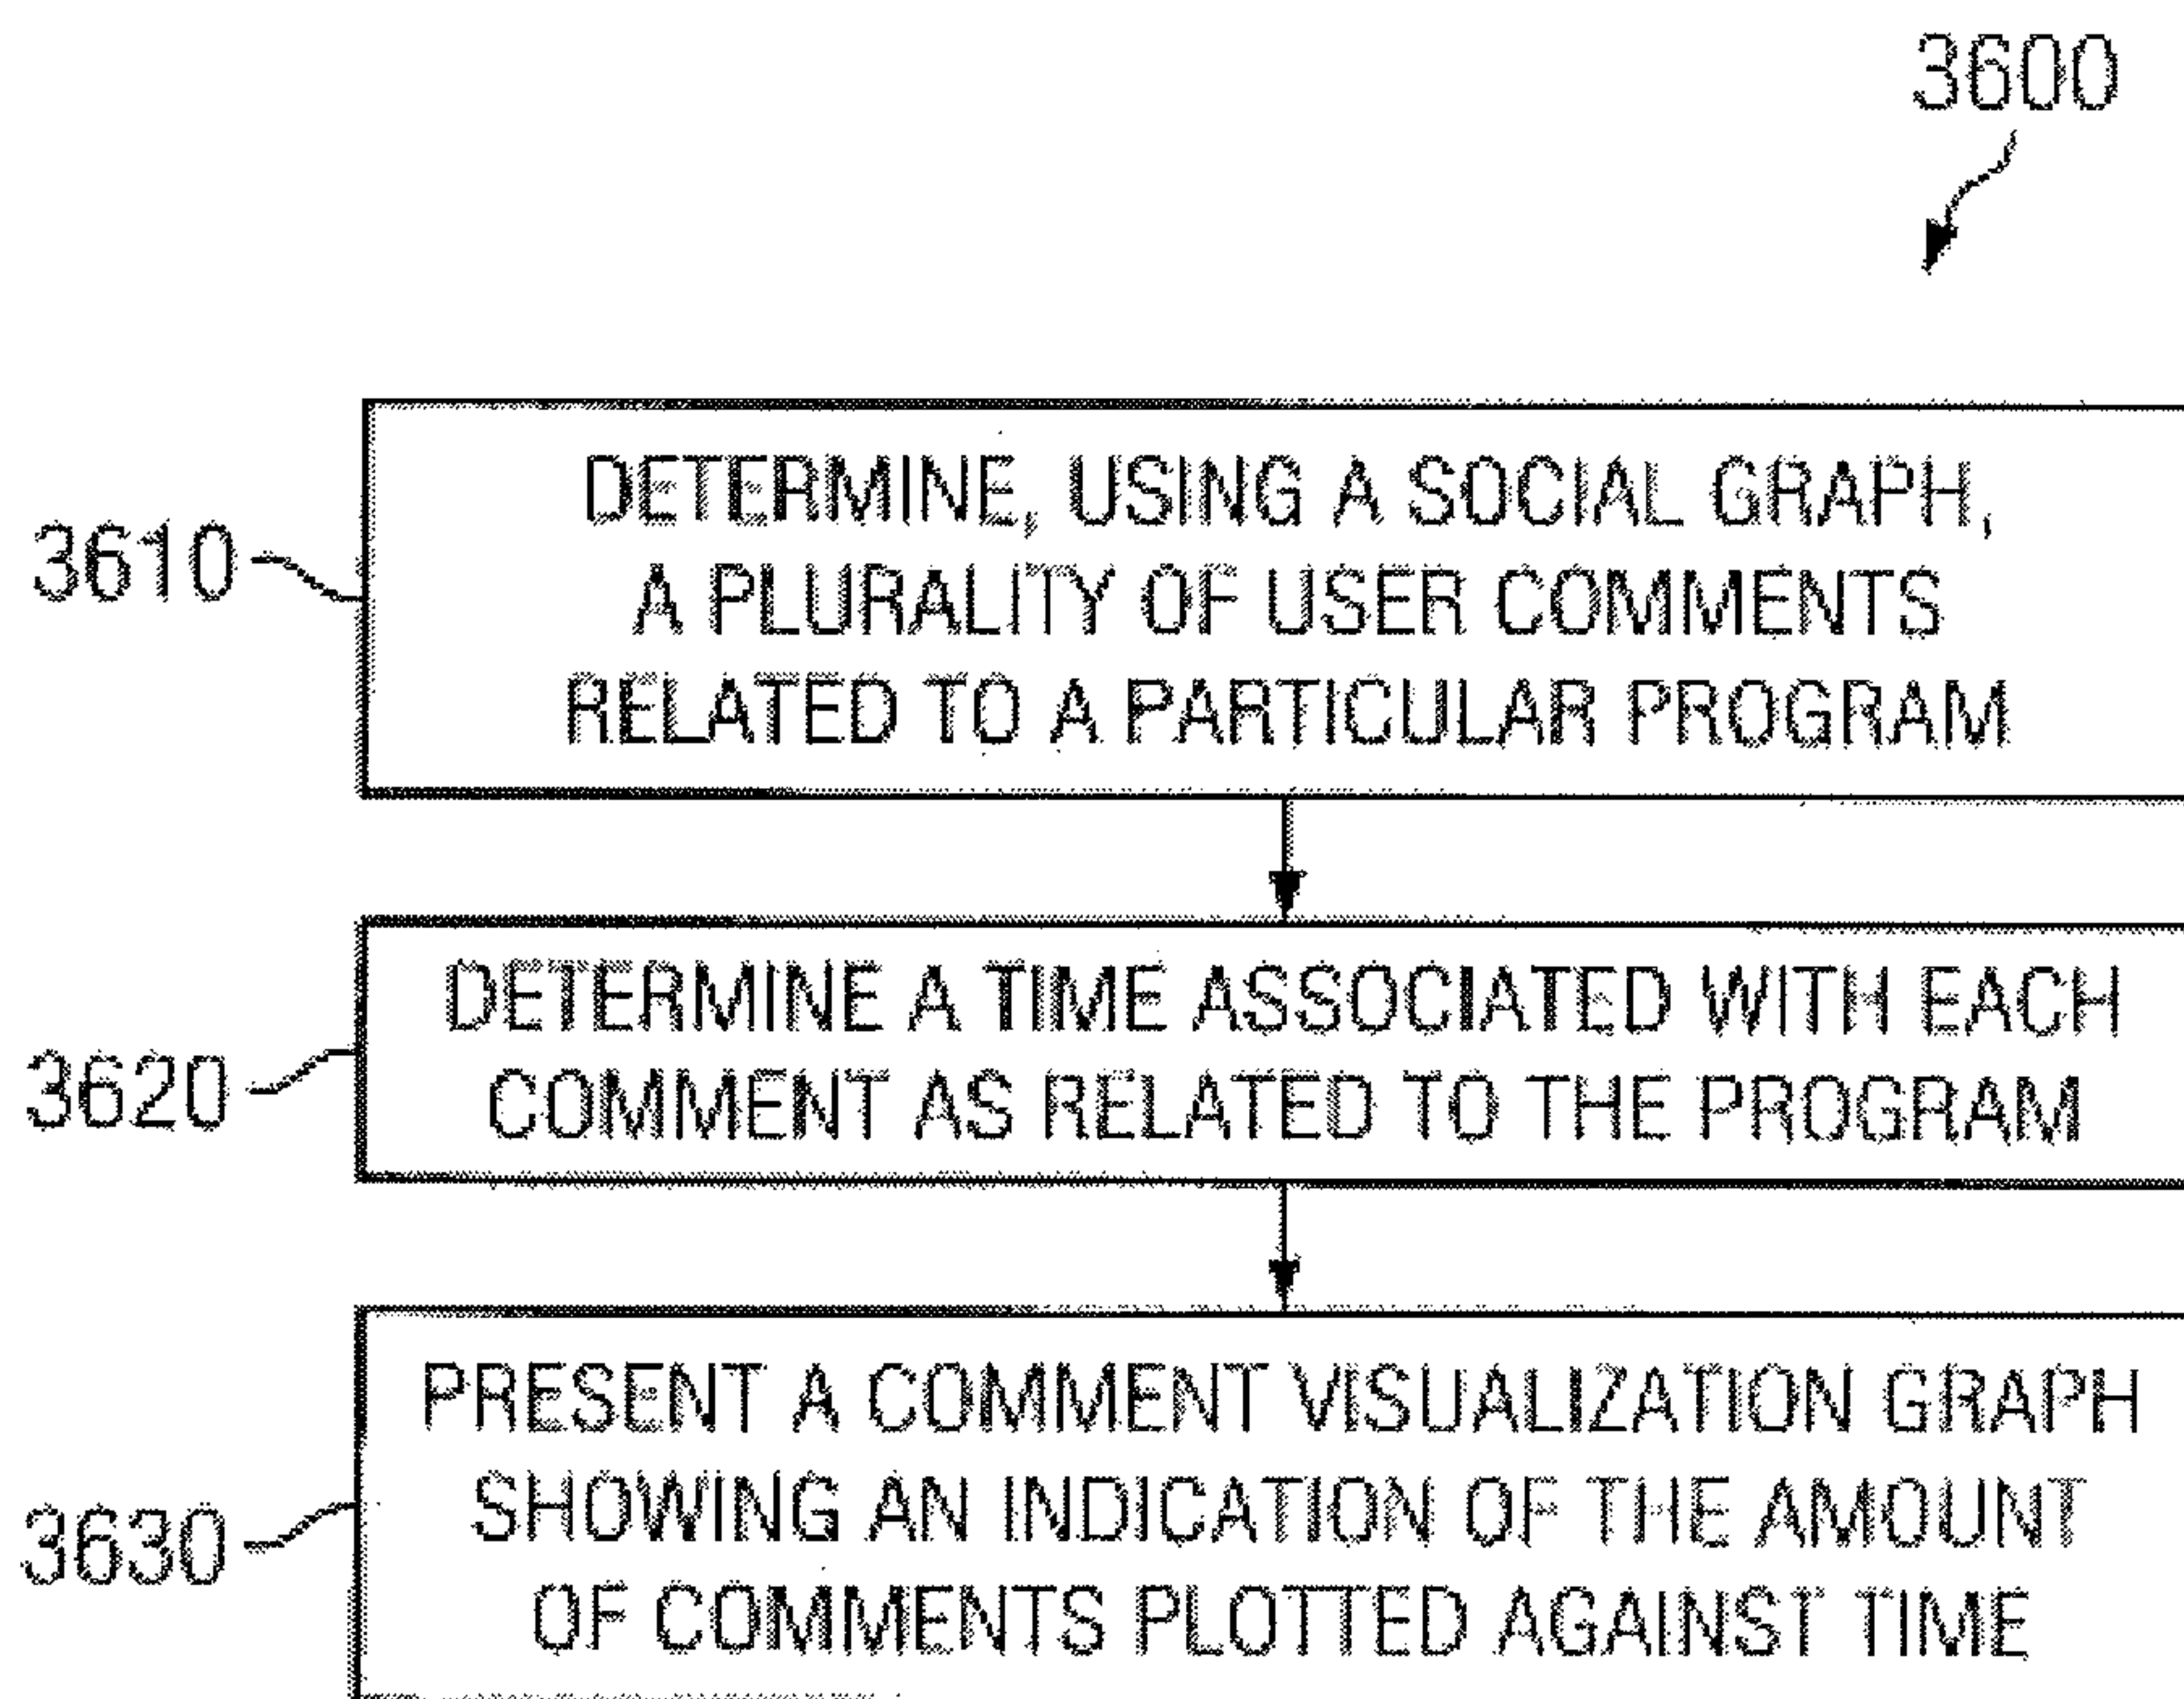 3600
3610
DETERMINE, USING A SOCIAL GRAPH,
A PLURALITY OF USER COMMENTS
RELATED TO A PARTICULAR PROGRAM
3620
DETERMINE A TIME ASSOCIATED WITH EACH
COMMENT AS RELATED TO THE PROGRAM
3630
PRESENT A COMMENT VISUALIZATION GRAPH
SHOWING AN INDICATION OF THE AMOUNT
OF COMMENTS PLOTTED AGAINST TIME